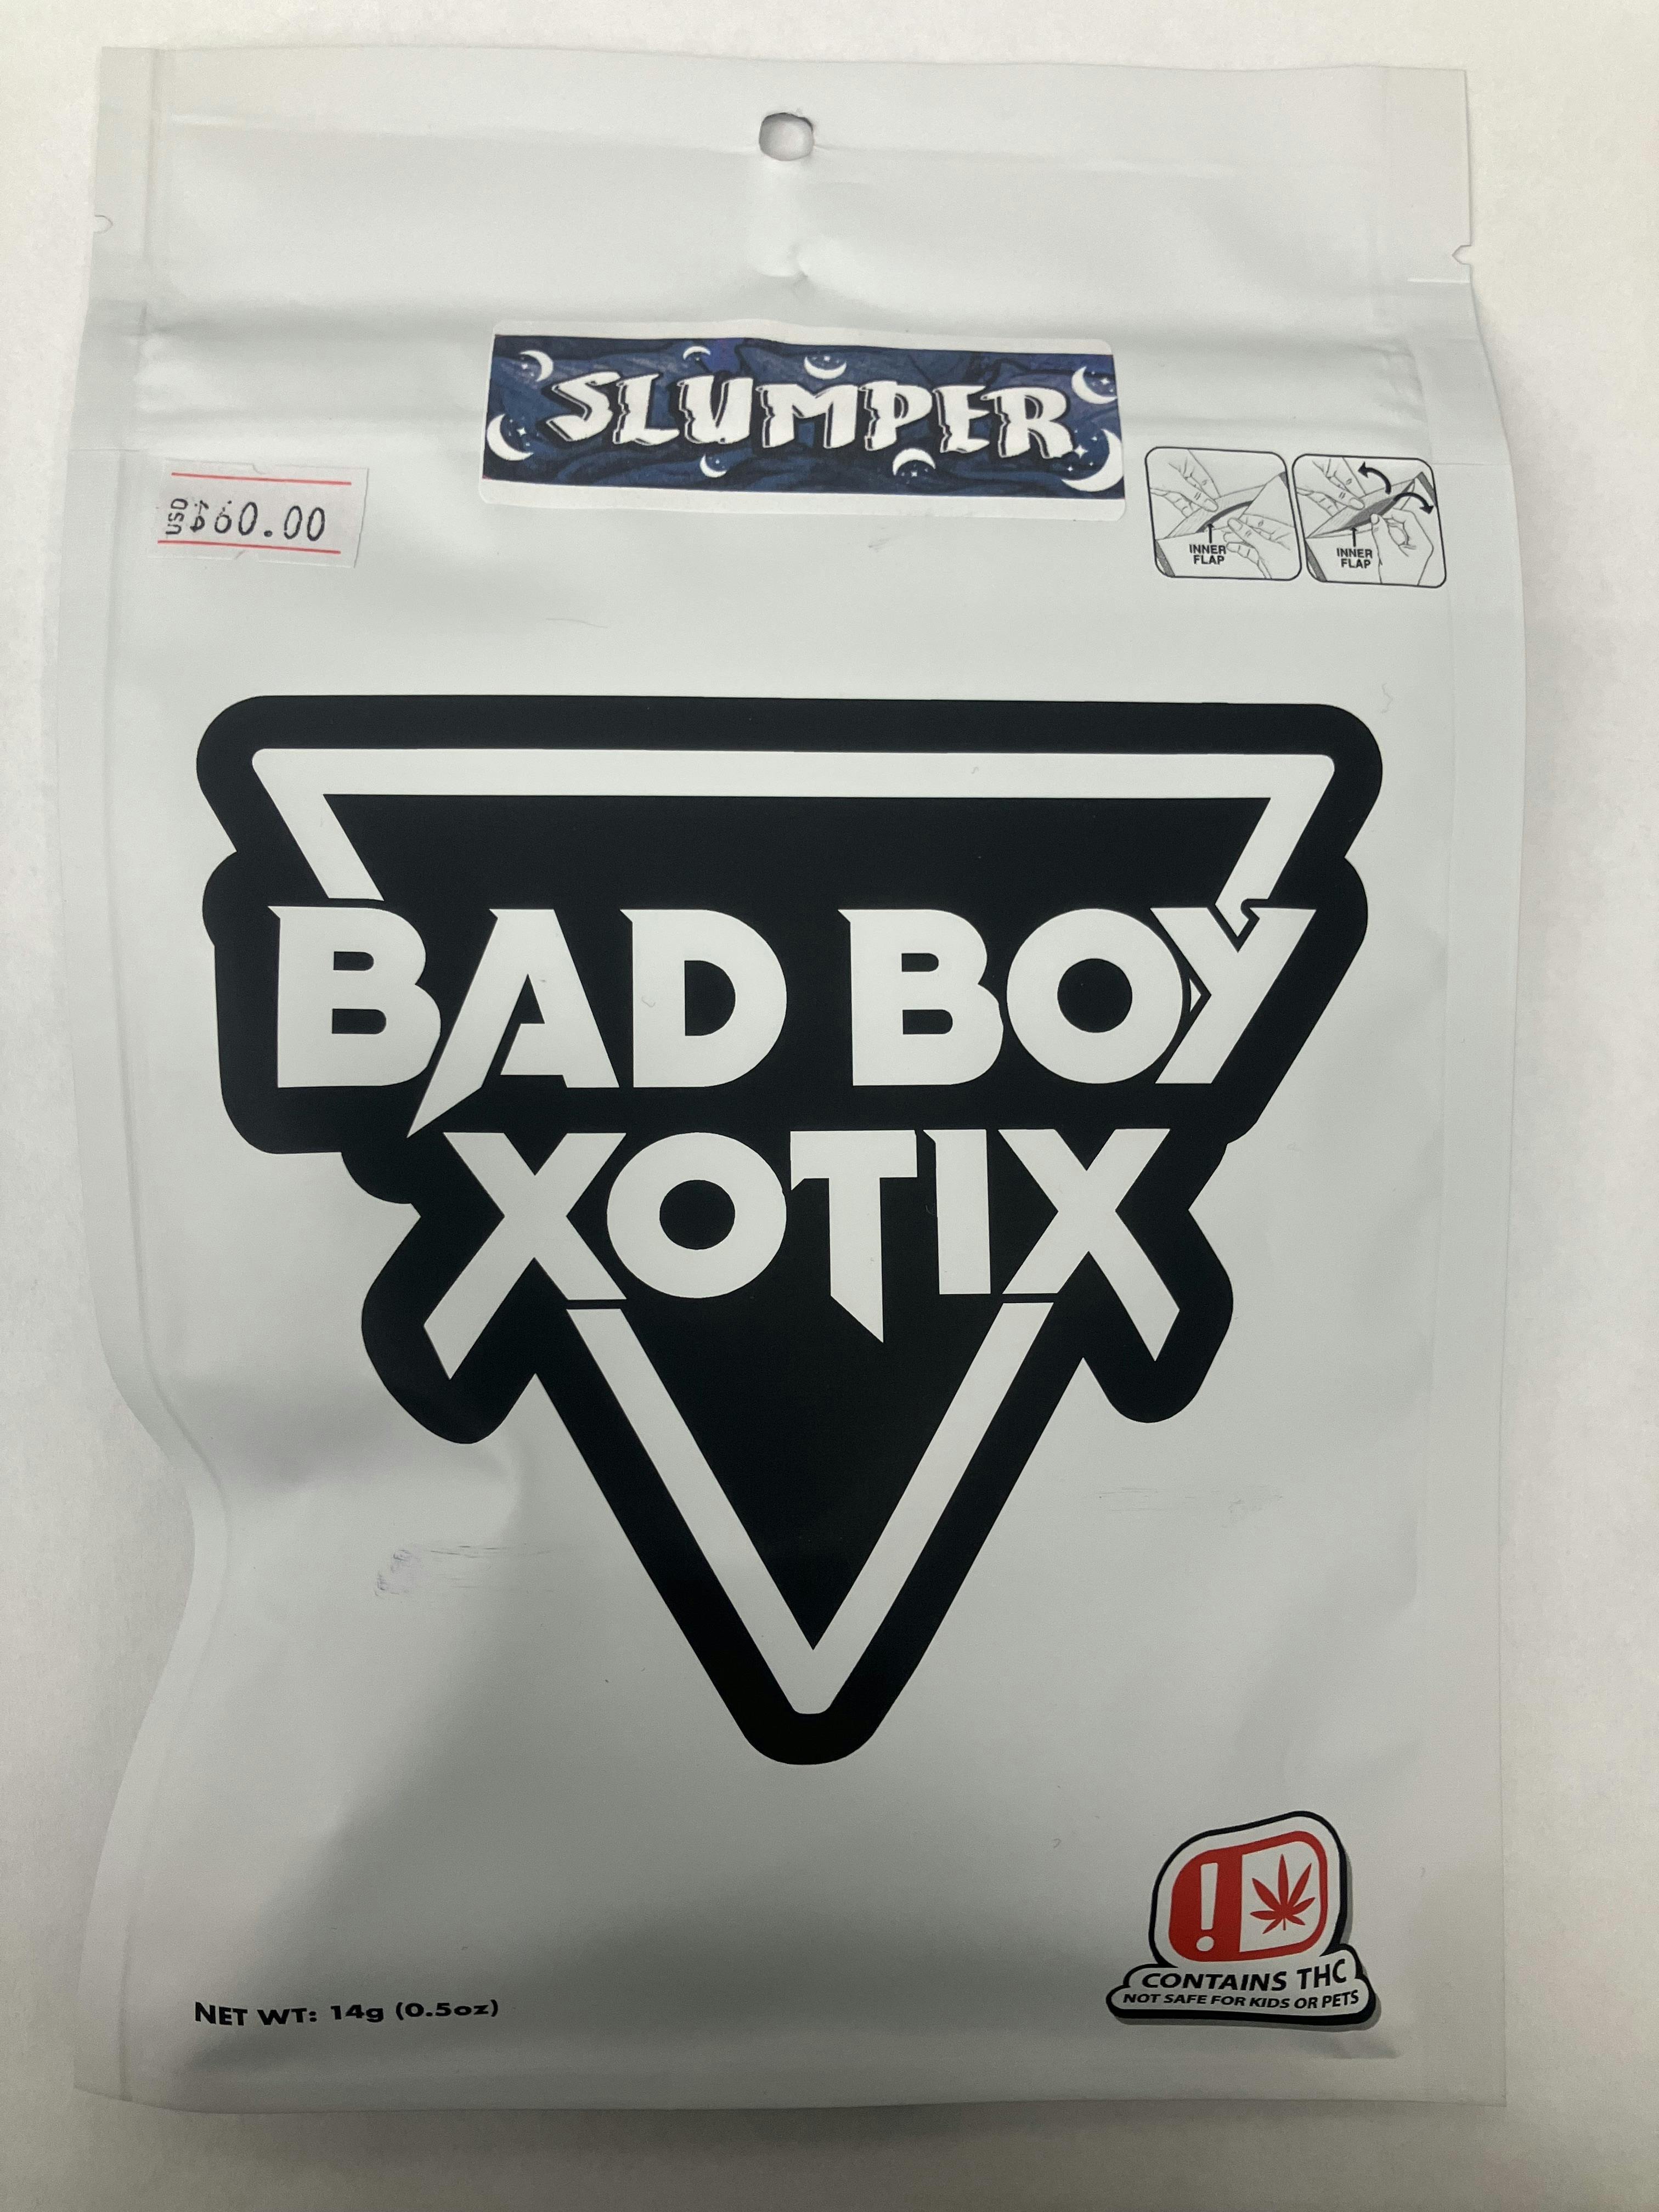 SLUMPER
USD $60.00
INNER
FLAP
INNER
FLAP
BAD BOY
XOTIX
!
CONTAINS THC
NOT SAFE FOR KIDS OR PETS
NET WT: 14g (0.5oz)